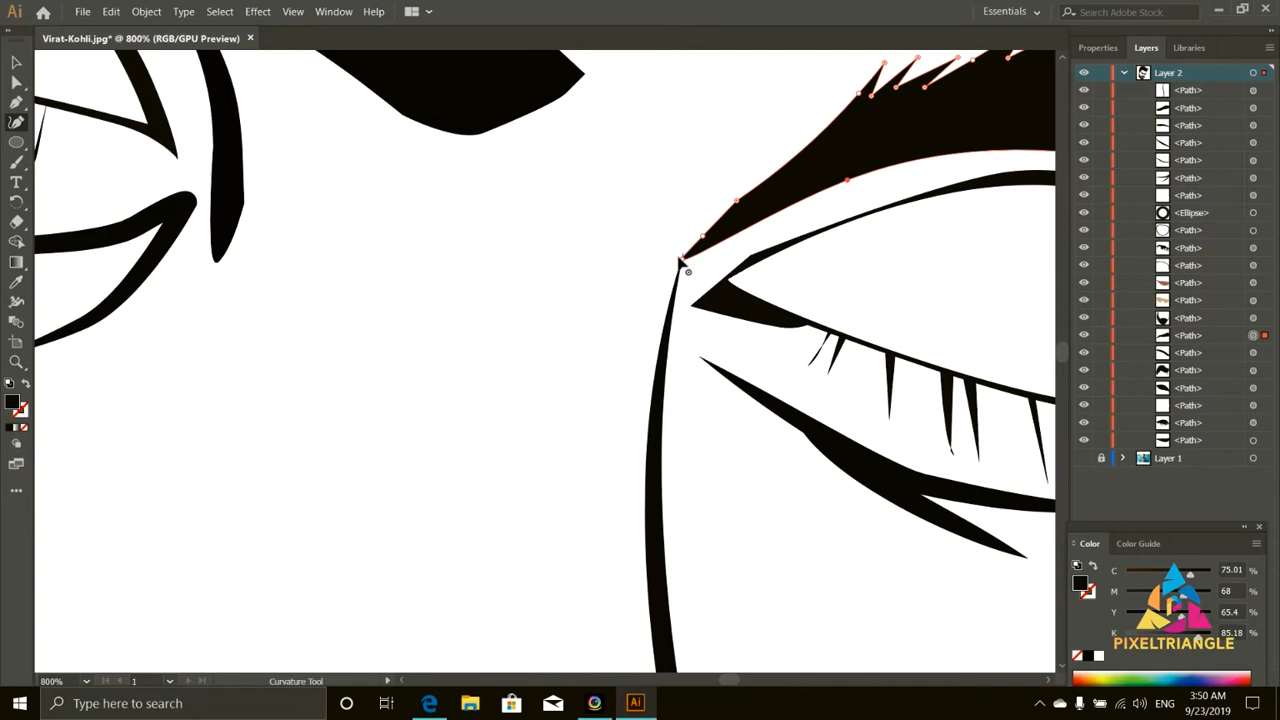 Ai File Edit Object Type Select Effect View Window Help Essentials Search Adobe Stock
Virat-Kohli.jpg* @ 800% (RGB/GPU Preview) × Properties Layers Libraries
Layer 2
<Path>
<Path>
<Path>
<Path>
<Path>
<Path>
<Path>
<Ellipse>
<Path>
<Path>
<Path>
<Path>
<Path>
<Path>
<Path>
<Path>
<Path>
<Path>
<Path>
<Path>
<Path>
Layer 1
Color Color Guide
C 75.01 %
M 68 %
Y 65.4 %
K 85.18 %
PIXELTRIANGLE
800% 1 Curvature Tool
Type here to search Ai ENG 3:50 AM
9/23/2019